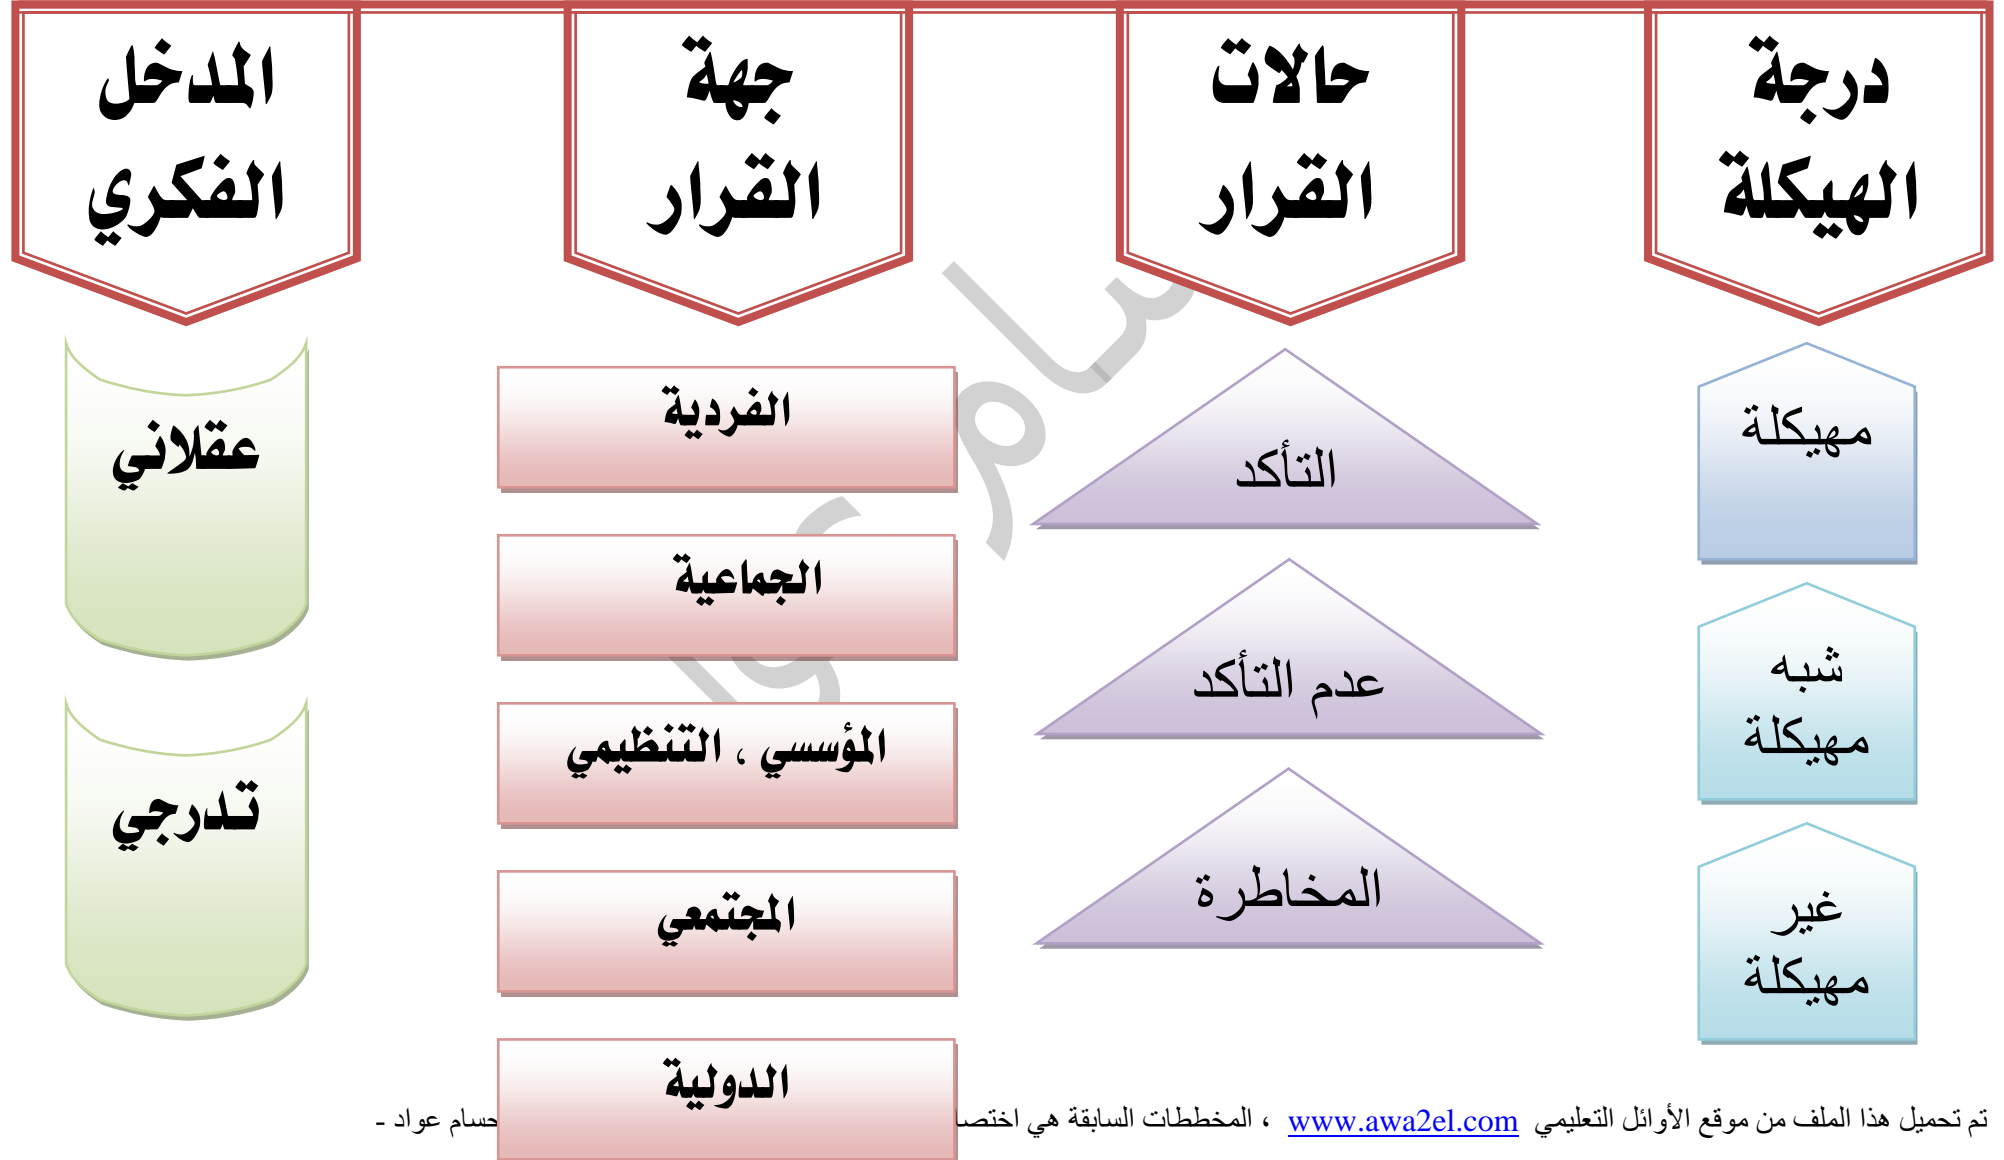 درجة
الهيكلة
حالات
القرار
جهة
القرار
المدخل
الفكري
مهيكلة
شبه
مهيكلة
غير
مهيكلة
التأكد
عدم التأكد
المخاطرة
الفردية
الجماعية
المؤسسي ، التنظيمي
المجتمعي
الدولية
عقلاني
تدرجي
تم تحميل هذا الملف من موقع الأوائل التعليمي www.awa2el.com ، المخططات السابقة هي حسام عواد -